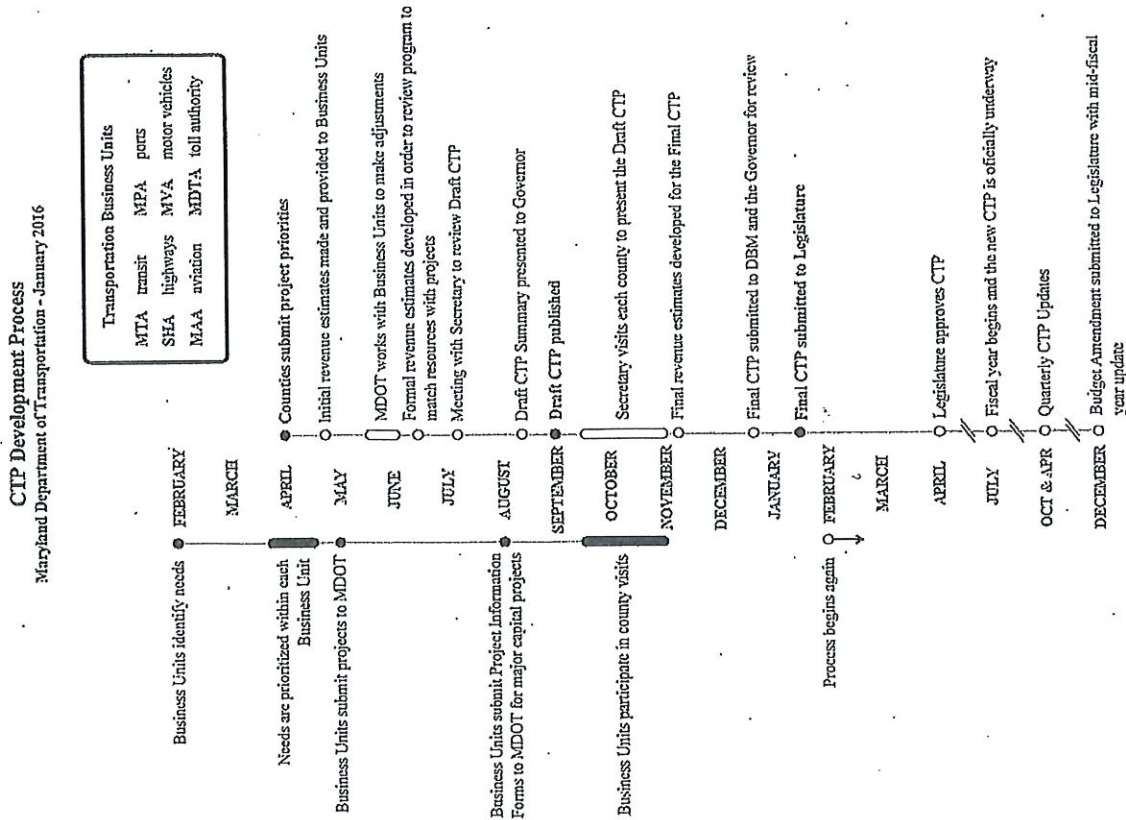 CTP Development Process
Maryland Department of Transportation - January 2016
Transportation Business Units
MTA transit MPA ports
SHA highways MVA motor vehicles
MAA aviation MDTA toll authority
Business Units identify needs
FEBRUARY
MARCH
Needs are prioritized within each
Business Unit
APRIL
Counties submit project priorities
Initial revenue estimates made and provided to Business Units
Business Units submit projects to MDOT
MAY
MDOT works with Business Units to make adjustments
JUNE
Formal revenue estimates developed in order to review program to
match resources with projects
JULY
Meeting with Secretary to review Draft CTP
Business Units submit Project Information
Forms to MDOT for major capital projects
AUGUST
Draft CTP Summary presented to Governor
SEPTEMBER
Draft CTP published
Business Units participate in county visits
OCTOBER
Secretary visits each county to present the Draft CTP
NOVEMBER
Final revenue estimates developed for the Final CTP
DECEMBER
Final CTP submitted to DBM and the Governor for review
JANUARY
Final CTP submitted to Legislature
Process begins again
FEBRUARY
MARCH
APRIL
Legislature approves CTP
JULY
Fiscal year begins and the new CTP is oficially underway
OCT & APR
Quarterly CTP Updates
DECEMBER
Budget Amendment submitted to Legislature with mid-fiscal
year update